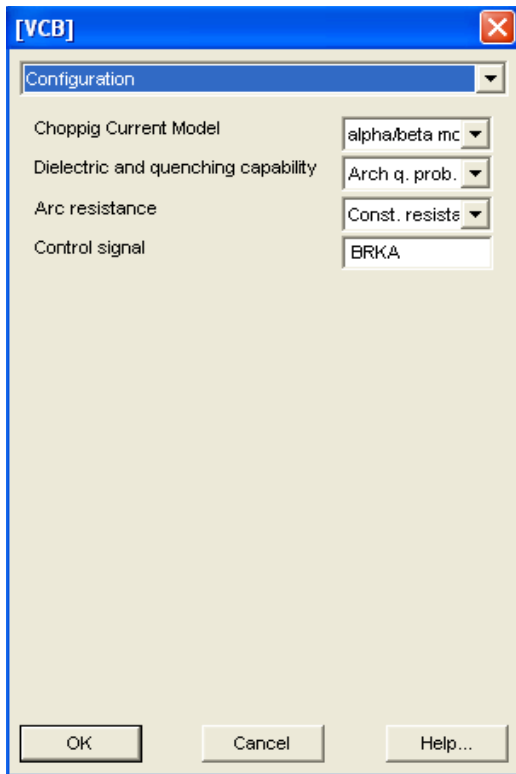 [VCB]
Configuration
Choppig Current Model alpha/beta mc
Dielectric and quenching capability Arch q. prob.
Arc resistance Const. resista
Control signal BRKA
OK Cancel Help...